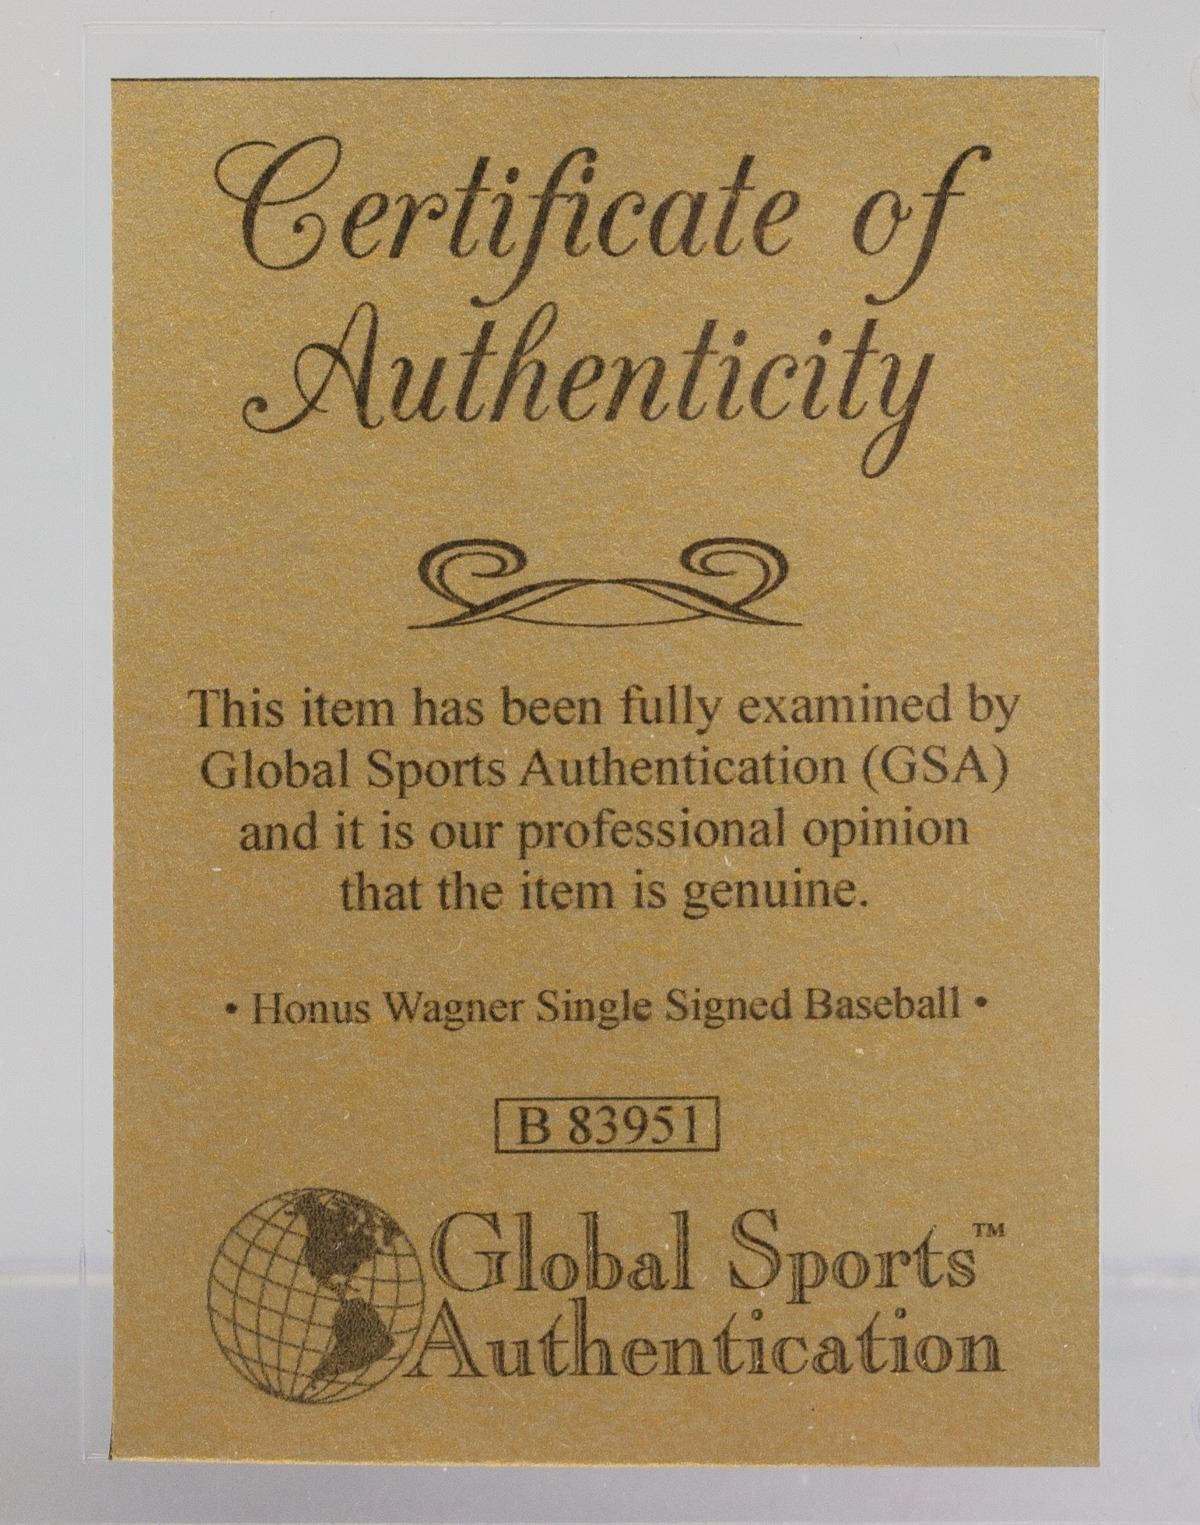 Certificate of
Authenticity
This item has been fully examined by
Global Sports Authentication (GSA)
and it is our professional opinion
that the item is genuine.
• Honus Wagner Single Signed Baseball •
B 83951
Global Sports™
Authentication